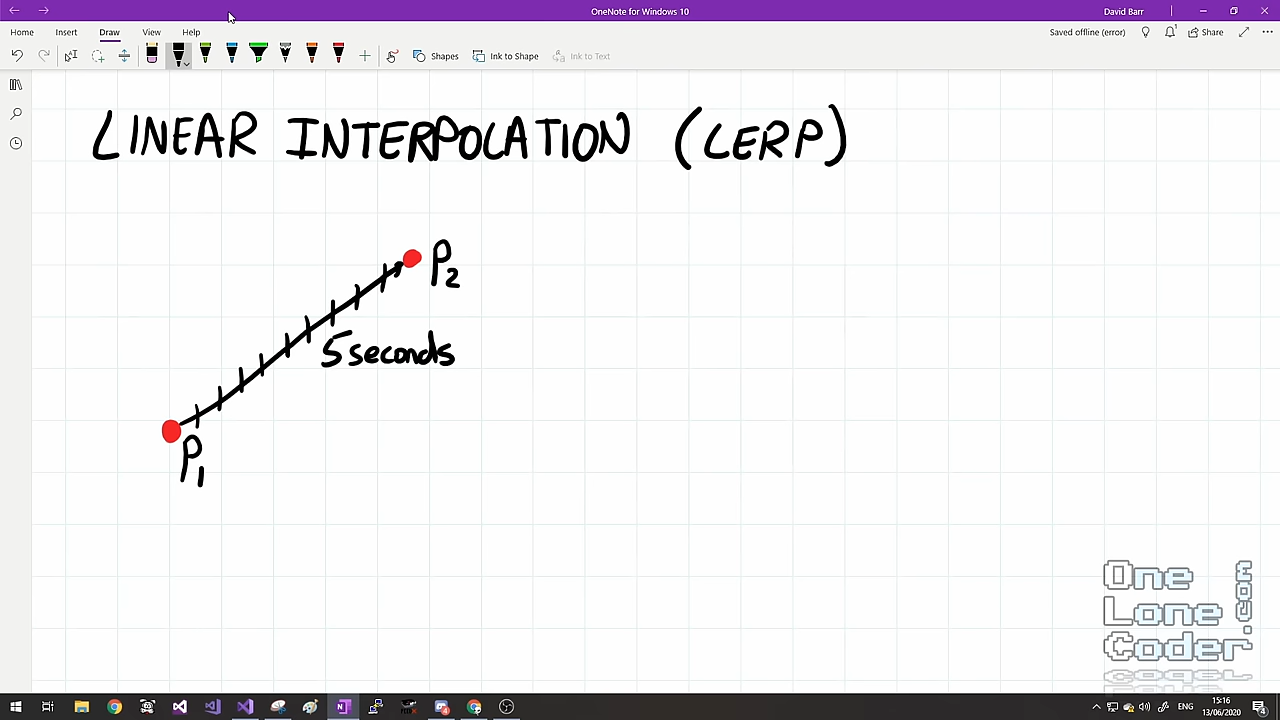 OneNote for Windows 10
David Barr
Home Insert Draw View Help
Saved offline (error)
Share
Shapes
Ink to Shape
Ink to Text
LINEAR INTERPOLATION (LERP)
P2
5 seconds
P1
One
Lone
Coder
.com
ENG
15:16
13/06/2020